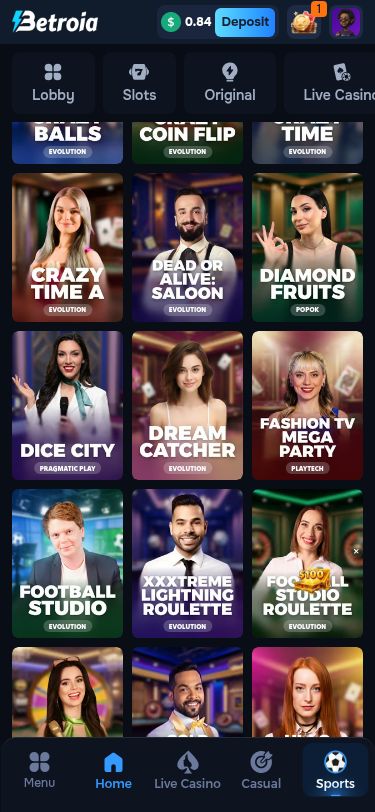 Betroia
$ 0.84 Deposit
1
Lobby
Slots
Original
Live Casino
BALLS
EVOLUTION
COIN FLIP
EVOLUTION
TIME
EVOLUTION
CRAZY
TIME A
EVOLUTION
DEAD OR
ALIVE:
SALOON
EVOLUTION
DIAMOND
FRUITS
POPOK
DICE CITY
PRAGMATIC PLAY
DREAM
CATCHER
EVOLUTION
FASHION TV
MEGA
PARTY
PLAYTECH
FOOTBALL
STUDIO
EVOLUTION
XXXTREME
LIGHTNING
ROULETTE
EVOLUTION
×
$100
STUDIO
ROULETTE
EVOLUTION
Menu
Home
Live Casino
Casual
Sports